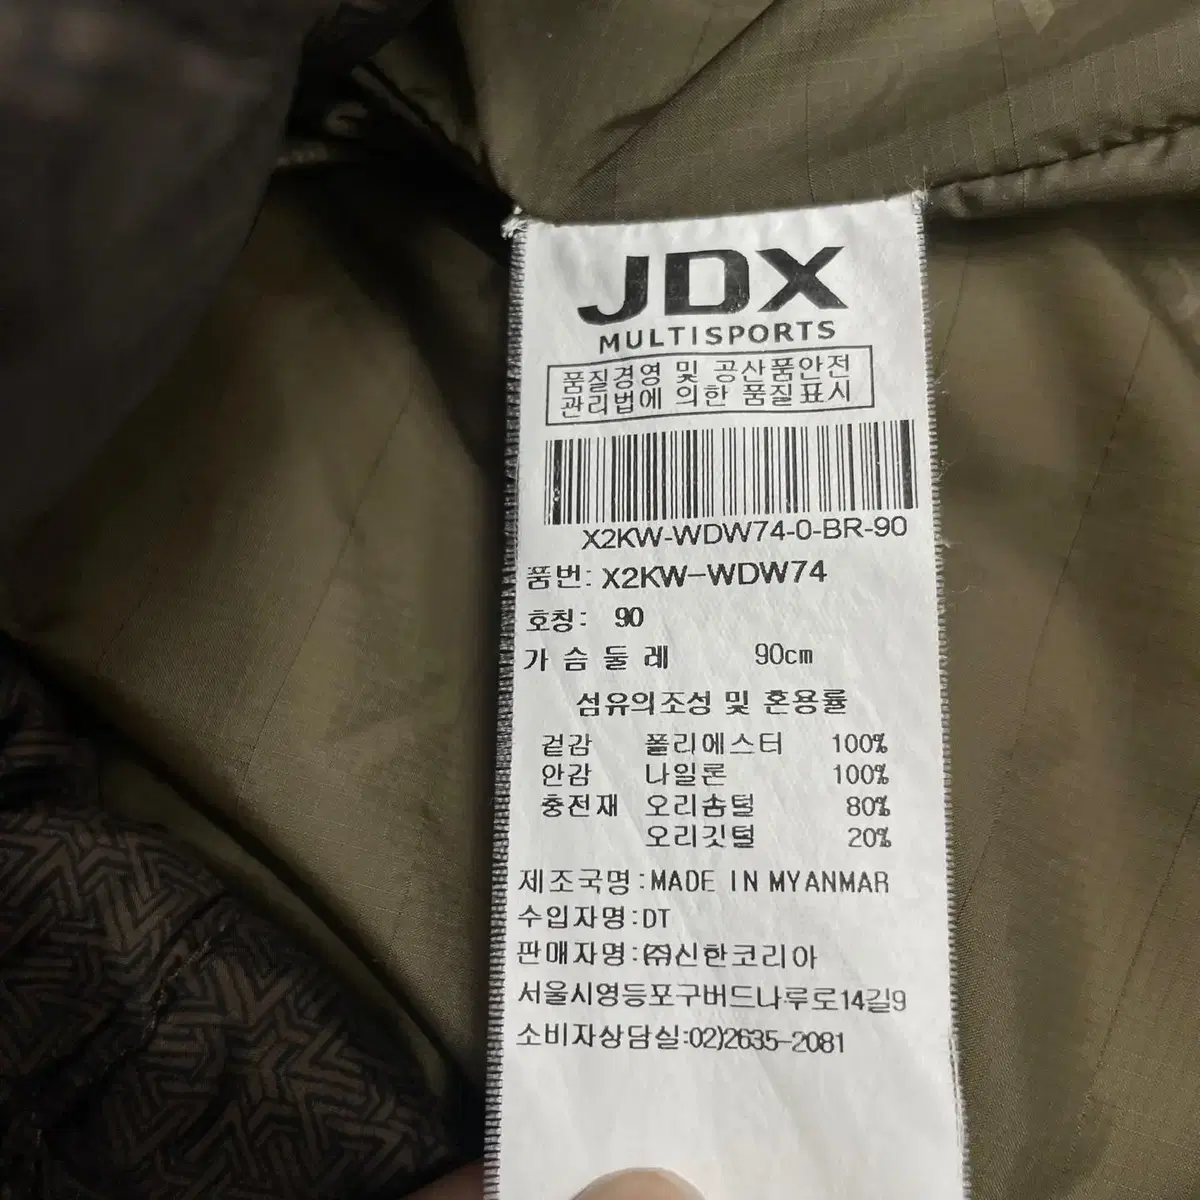 JDX
MULTISPORTS
품질경영 및 공산품안전
관리법에 의한 품질표시
X2KW-WDW74-0-BR-90
품번: X2KW-WDW74
호칭: 90
가 슴 둘 레 90cm
섬유의조성 및 혼용률
겉감 폴리에스터 100%
안감 나일론 100%
충전재 오리솜털 80%
오리깃털 20%
제조국명:MADE IN MYANMAR
수입자명:DT
판매자명:㈜신한코리아
서울시영등포구버드나루로14길9
소비자상담실:02)2635-2081